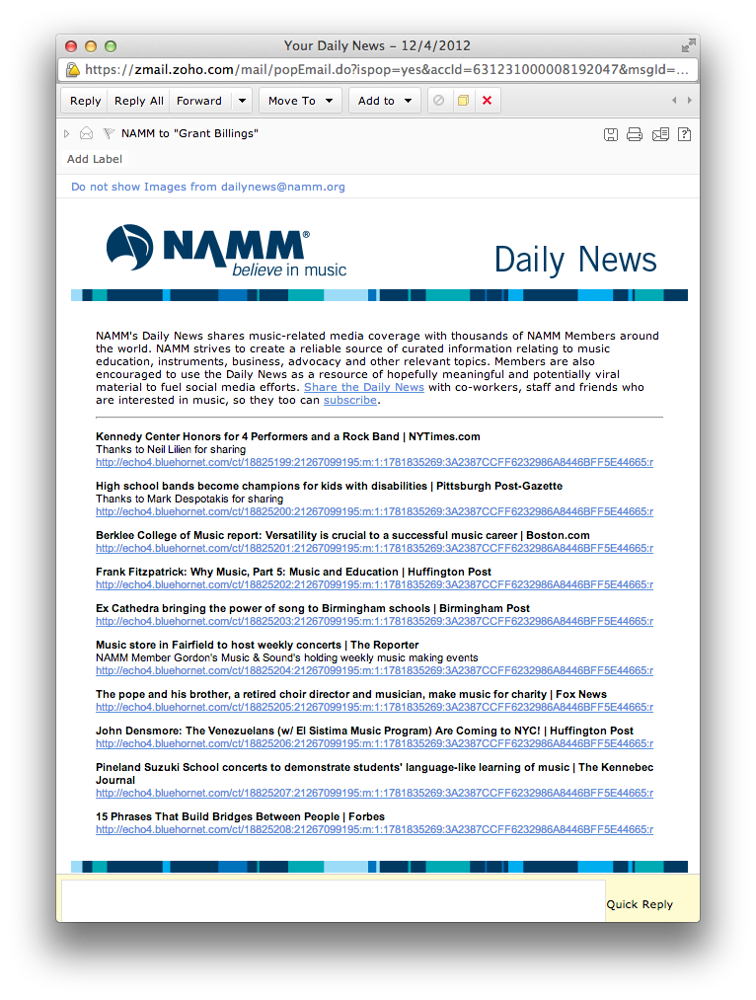 Your Daily News – 12/4/2012
https://zmail.zoho.com/mail/popEmail.do?ispop=yes&accId=631231000008192047&msgId=...
Reply Reply All Forward Move To Add to
NAMM to "Grant Billings"
Add Label
Do not show Images from dailynews@namm.org
NAMM®
believe in music
Daily News
NAMM's Daily News shares music-related media coverage with thousands of NAMM Members around
the world. NAMM strives to create a reliable source of curated information relating to music
education, instruments, business, advocacy and other relevant topics. Members are also
encouraged to use the Daily News as a resource of hopefully meaningful and potentially viral
material to fuel social media efforts. Share the Daily News with co-workers, staff and friends who
are interested in music, so they too can subscribe.
Kennedy Center Honors for 4 Performers and a Rock Band | NYTimes.com
Thanks to Neil Lilien for sharing
http://echo4.bluehornet.com/ct/18825199:21267099195:m:1:1781835269:3A2387CCFF6232986A8446BFF5E44665:r
High school bands become champions for kids with disabilities | Pittsburgh Post-Gazette
Thanks to Mark Despotakis for sharing
http://echo4.bluehornet.com/ct/18825200:21267099195:m:1:1781835269:3A2387CCFF6232986A8446BFF5E44665:r
Berklee College of Music report: Versatility is crucial to a successful music career | Boston.com
http://echo4.bluehornet.com/ct/18825201:21267099195:m:1:1781835269:3A2387CCFF6232986A8446BFF5E44665:r
Frank Fitzpatrick: Why Music, Part 5: Music and Education | Huffington Post
http://echo4.bluehornet.com/ct/18825202:21267099195:m:1:1781835269:3A2387CCFF6232986A8446BFF5E44665:r
Ex Cathedra bringing the power of song to Birmingham schools | Birmingham Post
http://echo4.bluehornet.com/ct/18825203:21267099195:m:1:1781835269:3A2387CCFF6232986A8446BFF5E44665:r
Music store in Fairfield to host weekly concerts | The Reporter
NAMM Member Gordon's Music & Sound's holding weekly music making events
http://echo4.bluehornet.com/ct/18825204:21267099195:m:1:1781835269:3A2387CCFF6232986A8446BFF5E44665:r
The pope and his brother, a retired choir director and musician, make music for charity | Fox News
http://echo4.bluehornet.com/ct/18825205:21267099195:m:1:1781835269:3A2387CCFF6232986A8446BFF5E44665:r
John Densmore: The Venezuelans (w/ El Sistima Music Program) Are Coming to NYC! | Huffington Post
http://echo4.bluehornet.com/ct/18825206:21267099195:m:1:1781835269:3A2387CCFF6232986A8446BFF5E44665:r
Pineland Suzuki School concerts to demonstrate students' language-like learning of music | The Kennebec
Journal
http://echo4.bluehornet.com/ct/18825207:21267099195:m:1:1781835269:3A2387CCFF6232986A8446BFF5E44665:r
15 Phrases That Build Bridges Between People | Forbes
http://echo4.bluehornet.com/ct/18825208:21267099195:m:1:1781835269:3A2387CCFF6232986A8446BFF5E44665:r
Quick Reply